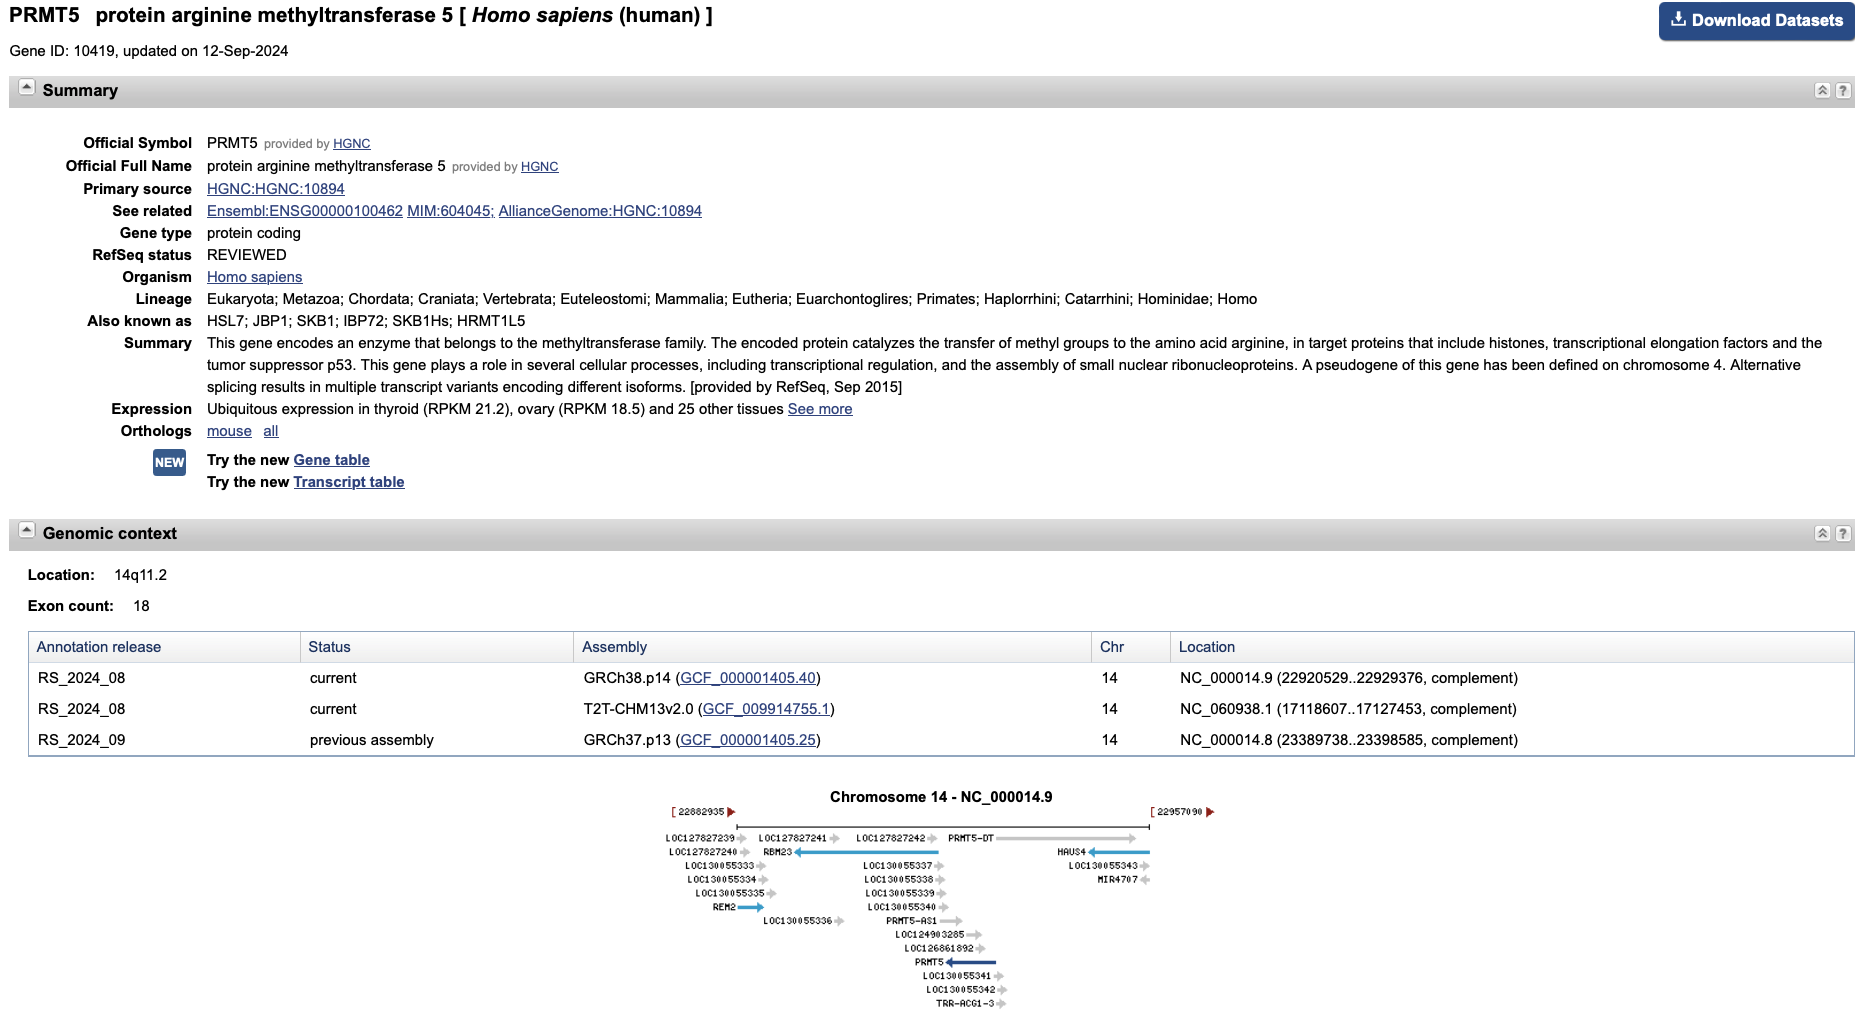 PRMT5 protein arginine methyltransferase 5 [ Homo sapiens (human) ]
Download Datasets
Gene ID: 10419, updated on 12-Sep-2024
Summary
?
Official Symbol PRMT5 provided by HGNC
Official Full Name protein arginine methyltransferase 5 provided by HGNC
Primary source HGNC:HGNC:10894
See related Ensembl:ENSG00000100462 MIM:604045; AllianceGenome:HGNC:10894
Gene type protein coding
RefSeq status REVIEWED
Organism Homo sapiens
Lineage Eukaryota; Metazoa; Chordata; Craniata; Vertebrata; Euteleostomi; Mammalia; Eutheria; Euarchontoglires; Primates; Haplorrhini; Catarrhini; Hominidae; Homo
Also known as HSL7; JBP1; SKB1; IBP72; SKB1Hs; HRMT1L5
Summary This gene encodes an enzyme that belongs to the methyltransferase family. The encoded protein catalyzes the transfer of methyl groups to the amino acid arginine, in target proteins that include histones, transcriptional elongation factors and the
tumor suppressor p53. This gene plays a role in several cellular processes, including transcriptional regulation, and the assembly of small nuclear ribonucleoproteins. A pseudogene of this gene has been defined on chromosome 4. Alternative
splicing results in multiple transcript variants encoding different isoforms. [provided by RefSeq, Sep 2015]
Expression Ubiquitous expression in thyroid (RPKM 21.2), ovary (RPKM 18.5) and 25 other tissues See more
Orthologs mouse all
NEW Try the new Gene table
Try the new Transcript table
Genomic context
?
Location: 14q11.2
Exon count: 18
Annotation release Status Assembly Chr Location
RS_2024_08 current GRCh38.p14 (GCF_000001405.40) 14 NC_000014.9 (22920529..22929376, complement)
RS_2024_08 current T2T-CHM13v2.0 (GCF_009914755.1) 14 NC_060938.1 (17118607..17127453, complement)
RS_2024_09 previous assembly GRCh37.p13 (GCF_000001405.25) 14 NC_000014.8 (23389738..23398585, complement)
Chromosome 14 - NC_000014.9
[ 22882935 [ 22957090
LOC127827239 LOC127827241 LOC127827242 PRMT5-DT
LOC127827240 RBM23 HAUS4
LOC130055333 LOC130055337 LOC130055343
LOC130055334 LOC130055338 MIR4707
LOC130055335 LOC130055339
REM2 LOC130055340
LOC130055336 PRMT5-AS1
LOC124903285
LOC126861892
PRMT5
LOC130055341
LOC130055342
TRR-ACG1-3